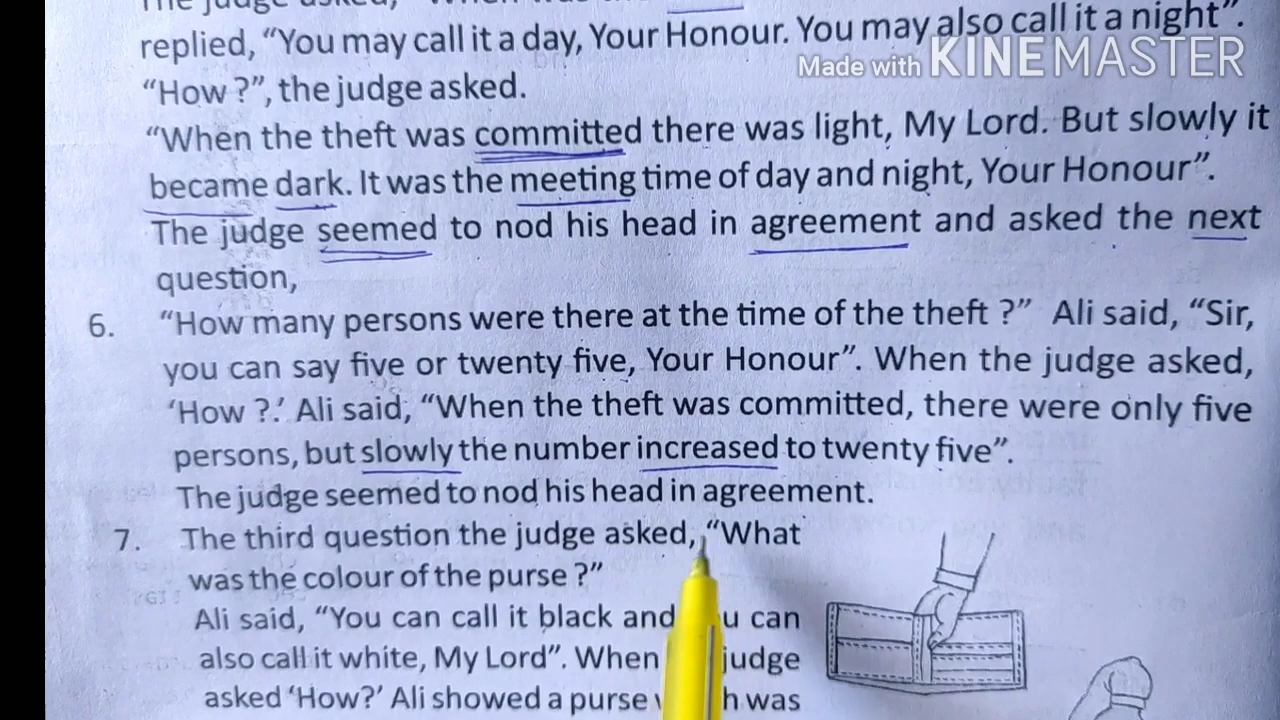 The judge asked,
replied, “You may call it a day, Your Honour. You may also call it a night”.
Made with KINEMASTER
“How ?”, the judge asked.
“When the theft was committed there was light, My Lord. But slowly it
became dark. It was the meeting time of day and night, Your Honour”.
The judge seemed to nod his head in agreement and asked the next
question,
6. “How many persons were there at the time of the theft ?” Ali said, “Sir,
you can say five or twenty five, Your Honour”. When the judge asked,
‘How ?.’ Ali said, “When the theft was committed, there were only five
persons, but slowly the number increased to twenty five”.
The judge seemed to nod his head in agreement.
7. The third question the judge asked, “What
was the colour of the purse ?”
Ali said, “You can call it black and u can
also call it white, My Lord”. When judge
asked ‘How?’ Ali showed a purse h was